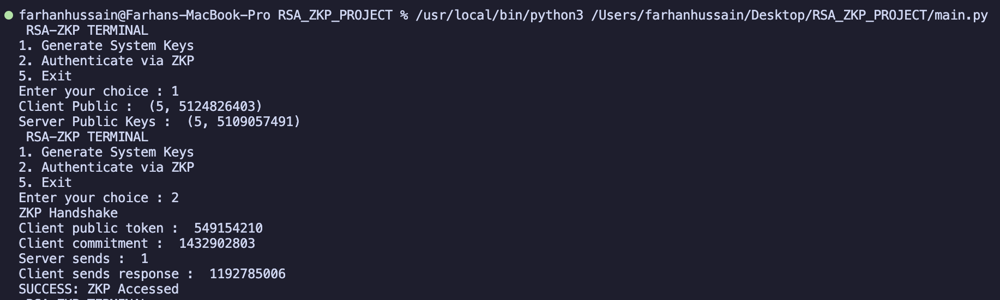 farhanhussain@Farhans-MacBook-Pro RSA_ZKP_PROJECT % /usr/local/bin/python3 /Users/farhanhussain/Desktop/RSA_ZKP_PROJECT/main.py
RSA-ZKP TERMINAL
1. Generate System Keys
2. Authenticate via ZKP
5. Exit
Enter your choice : 1
Client Public :  (5, 5124826403)
Server Public Keys :  (5, 5109057491)
RSA-ZKP TERMINAL
1. Generate System Keys
2. Authenticate via ZKP
5. Exit
Enter your choice : 2
ZKP Handshake
Client public token :  549154210
Client commitment :  1432902803
Server sends :  1
Client sends response :  1192785006
SUCCESS: ZKP Accessed
RSA-ZKP TERMINAL